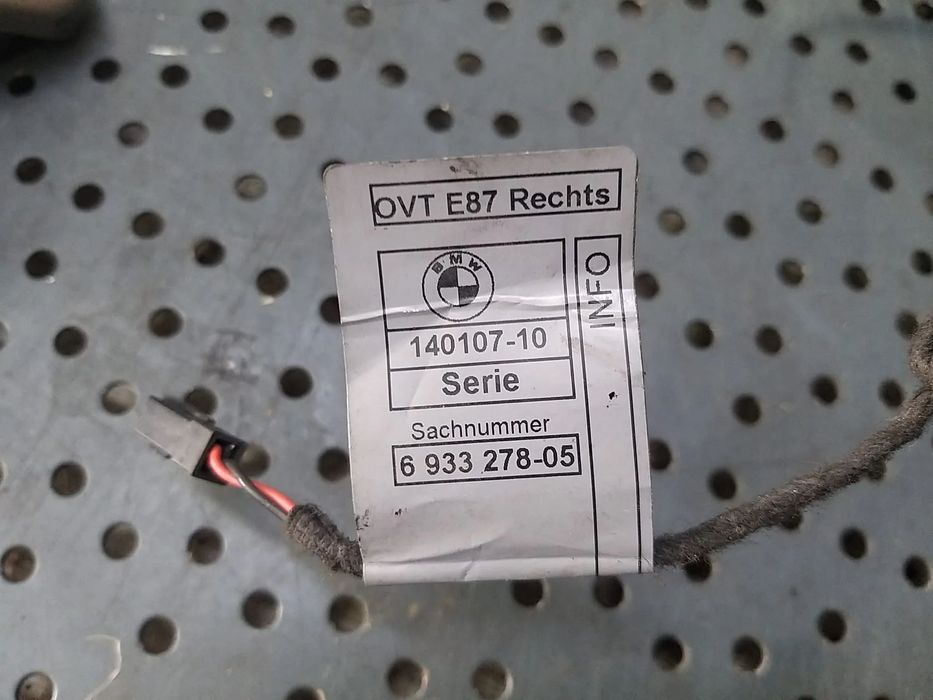 OVT E87 Rechts
BMW
INFO
140107-10
Serie
Sachnummer
6 933 278-05